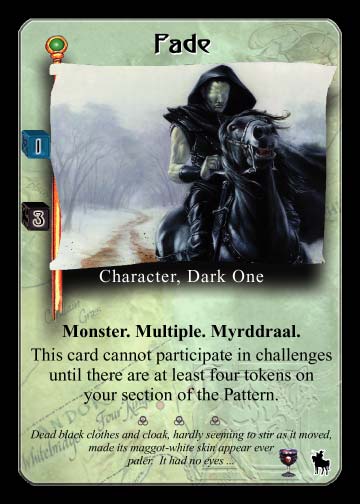 Fade
1
3
Character, Dark One
Monster. Multiple. Myrddraal.
This card cannot participate in challenges
until there are at least four tokens on
your section of the Pattern.
Dead black clothes and cloak, hardly seeming to stir as it moved,
made its maggot-white skin appear ever
paler. It had no eyes ...